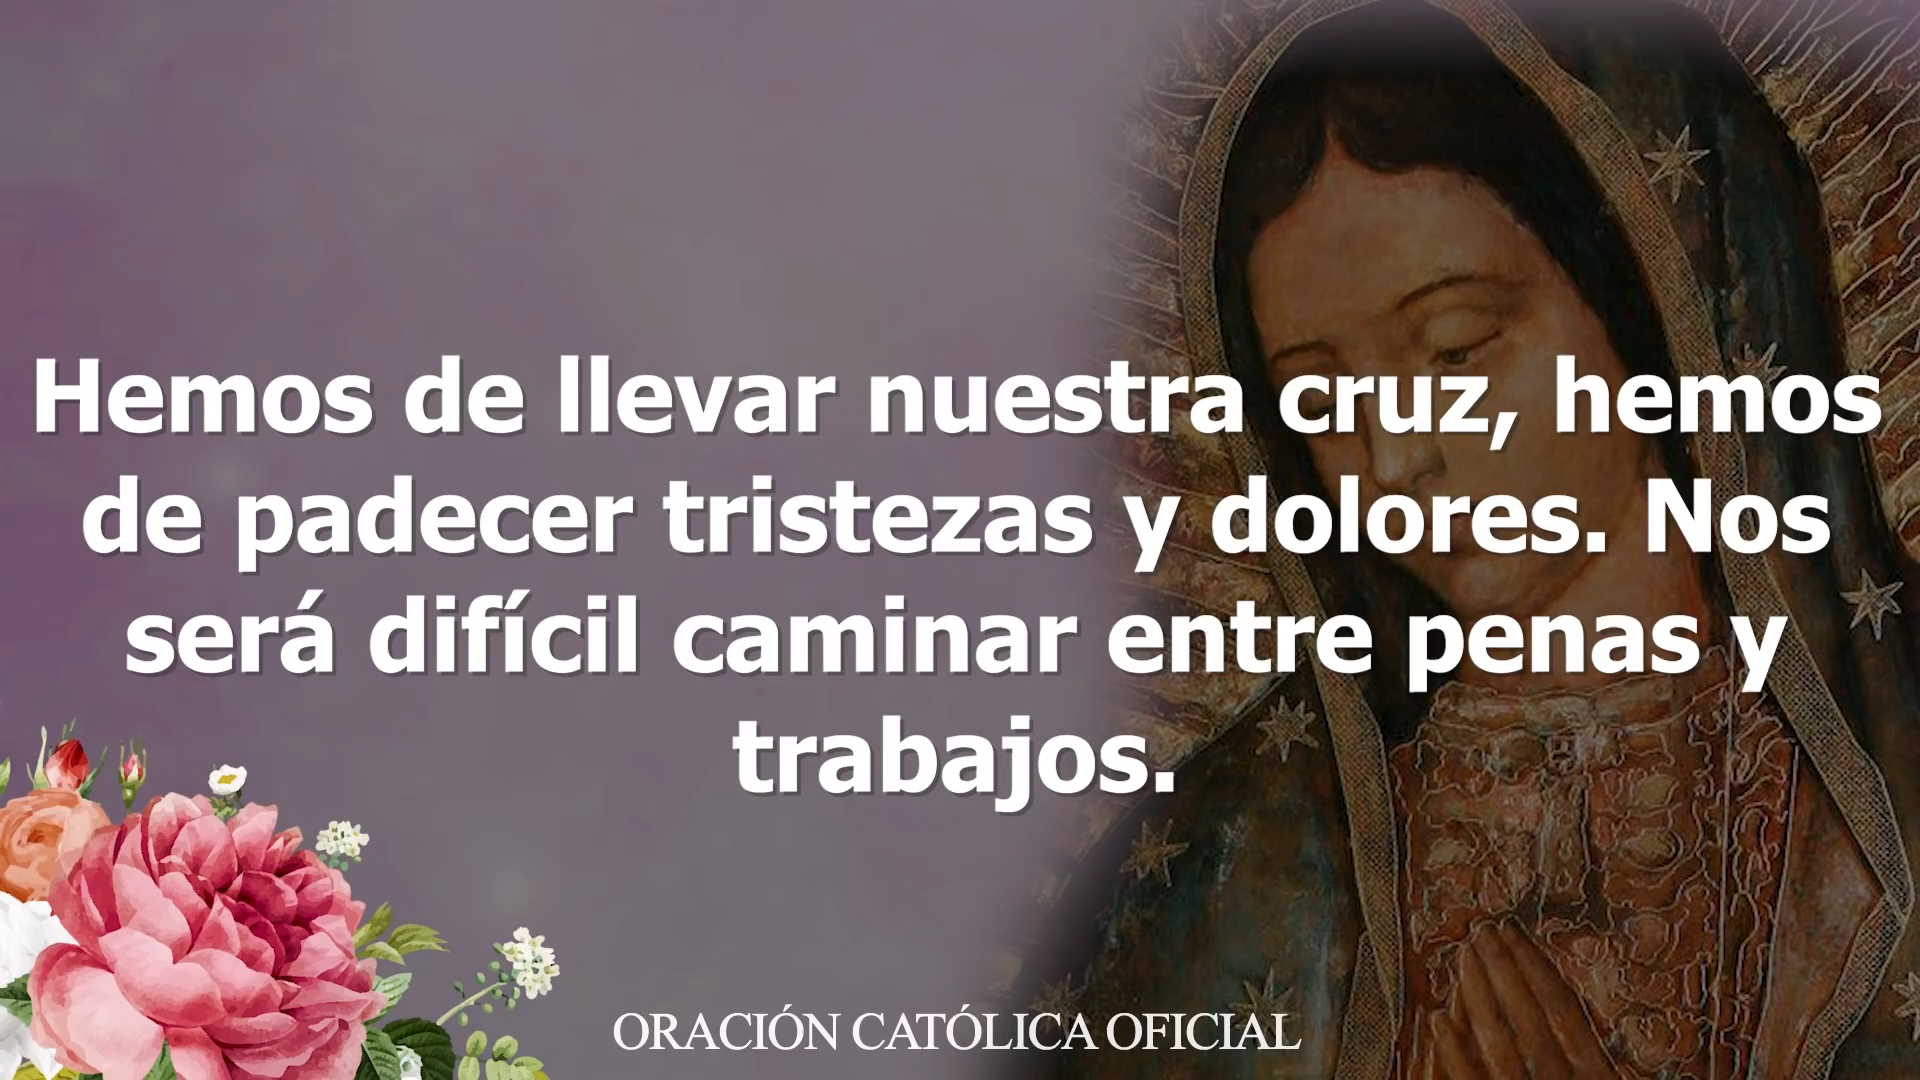 Hemos de llevar nuestra cruz, hemos
de padecer tristezas y dolores. Nos
será difícil caminar entre penas y
trabajos.
ORACIÓN CATÓLICA OFICIAL